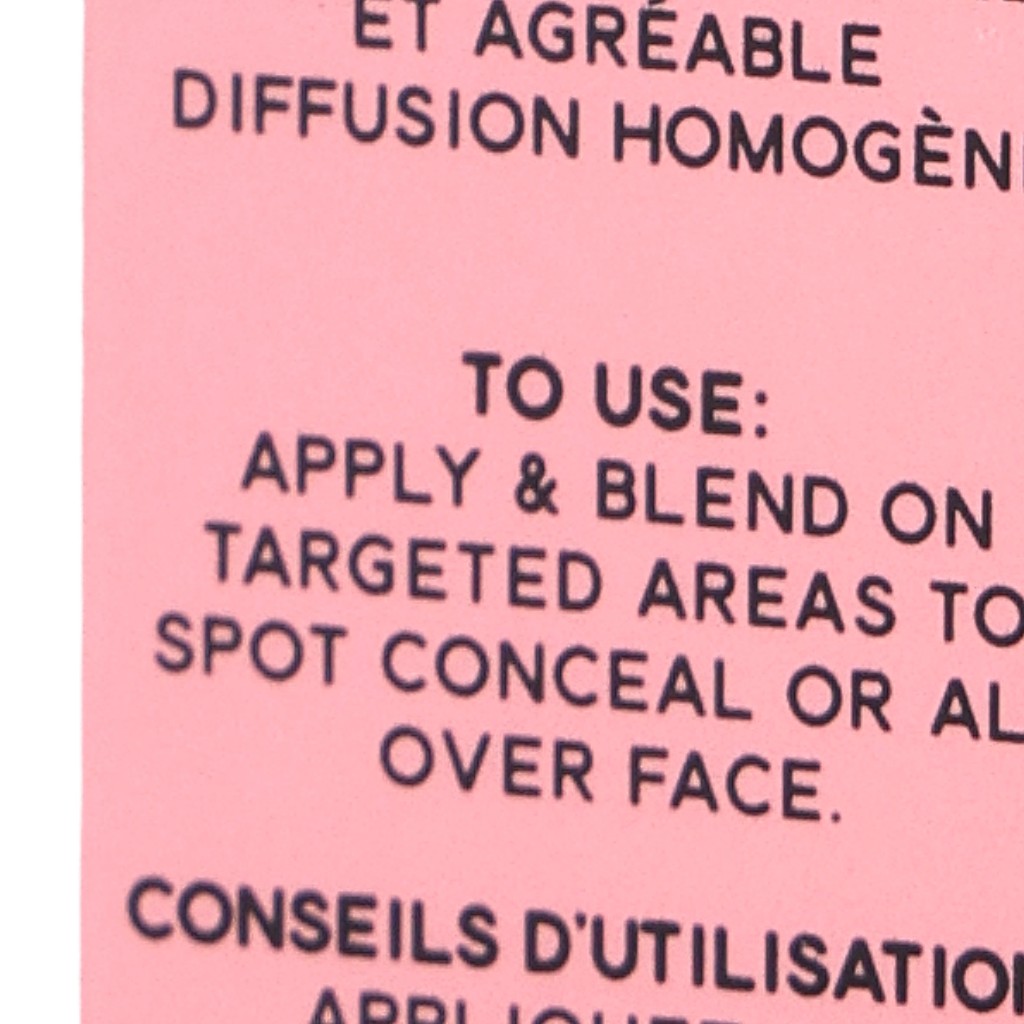 ET AGRÉABLE
DIFFUSION HOMOGÈN
TO USE:
APPLY & BLEND ON
TARGETED AREAS TO
SPOT CONCEAL OR AL
OVER FACE.
CONSEILS D'UTILISATION